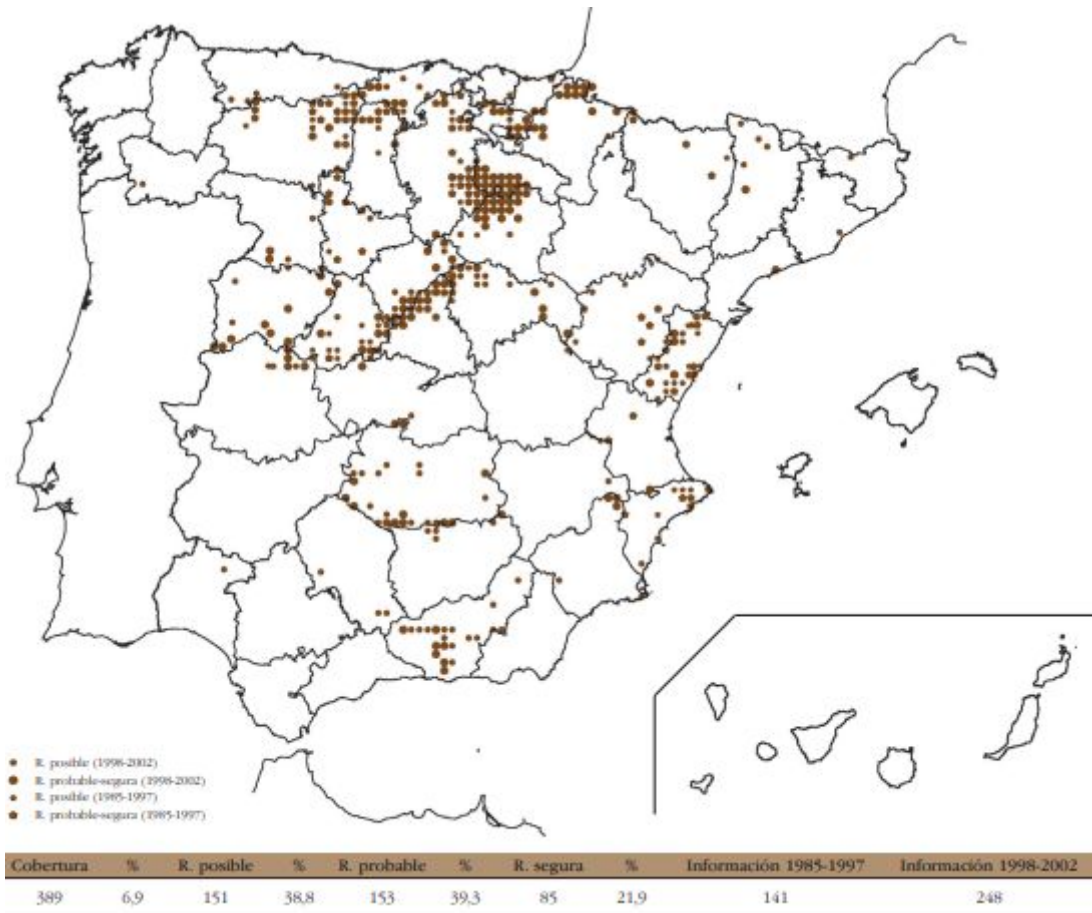 R. posible (1998-2002)
R. probable-segura (1998-2002)
R. posible (1985-1997)
R. probable-segura (1985-1997)
Cobertura % R. posible % R. probable % R. segura % Información 1985-1997 Información 1998-2002
389 6,9 151 38,8 153 39,3 85 21,9 141 248